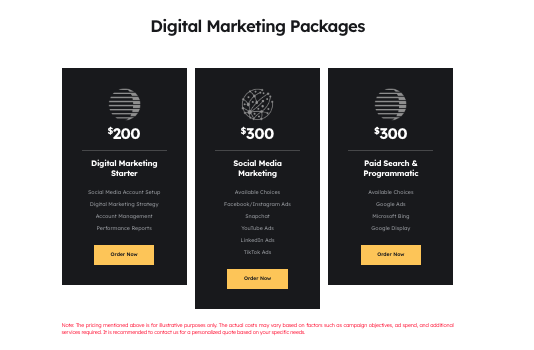 Digital Marketing Packages
$200
Digital Marketing
Starter
Social Media Account Setup
Digital Marketing Strategy
Account Management
Performance Reports
Order Now
$300
Social Media
Marketing
Available Choices
Facebook/Instagram Ads
Snapchat
YouTube Ads
LinkedIn Ads
TikTok Ads
Order Now
$300
Paid Search &
Programmatic
Available Choices
Google Ads
Microsoft Bing
Google Display
Order Now
Note: The pricing mentioned above is for illustrative purposes only. The actual costs may vary based on factors such as campaign objectives, ad spend, and additional
services required. It is recommended to contact us for a personalized quote based on your specific needs.